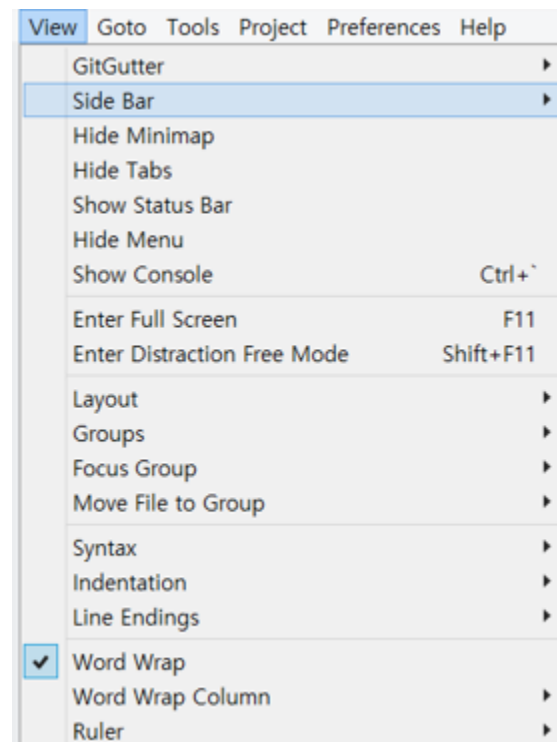 View Goto Tools Project Preferences Help
GitGutter
Side Bar
Hide Minimap
Hide Tabs
Show Status Bar
Hide Menu
Show Console Ctrl+`
Enter Full Screen F11
Enter Distraction Free Mode Shift+F11
Layout
Groups
Focus Group
Move File to Group
Syntax
Indentation
Line Endings
Word Wrap
Word Wrap Column
Ruler